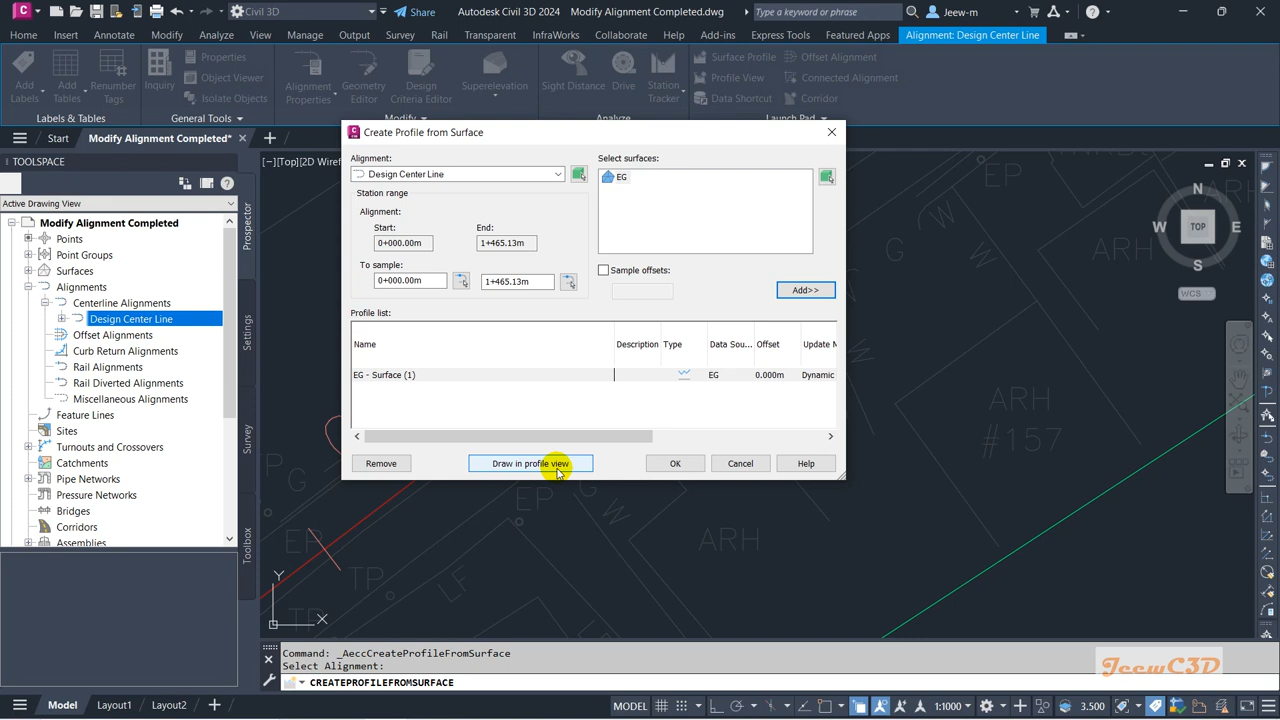 Civil 3D
Share
Autodesk Civil 3D 2024 Modify Alignment Completed.dwg
Type a keyword or phrase
Jeew-m
Home Insert Annotate Modify Analyze View Manage Output Survey Rail Transparent InfraWorks Collaborate Help Add-ins Express Tools Featured Apps Alignment: Design Center Line
Add Labels
Add Tables
Renumber Tags
Inquiry
Properties
Object Viewer
Isolate Objects
Alignment Properties
Geometry Editor
Design Criteria Editor
Superelevation
Sight Distance
Drive
Station Tracker
Surface Profile
Profile View
Data Shortcut
Offset Alignment
Connected Alignment
Corridor
Labels & Tables
General Tools
Modify
Analyze
Launch Pad
Start
Modify Alignment Completed*
TOOLSPACE
Active Drawing View
Modify Alignment Completed
Points
Point Groups
Surfaces
Alignments
Centerline Alignments
Design Center Line
Offset Alignments
Curb Return Alignments
Rail Alignments
Rail Diverted Alignments
Miscellaneous Alignments
Feature Lines
Sites
Turnouts and Crossovers
Catchments
Pipe Networks
Pressure Networks
Bridges
Corridors
Assemblies
Prospector
Settings
Survey
Toolbox
[−][Top][2D Wiref
Create Profile from Surface
Alignment:
Design Center Line
Station range
Alignment:
Start:
End:
0+000.00m
1+465.13m
To sample:
0+000.00m
1+465.13m
Select surfaces:
EG
Sample offsets:
Add>>
Profile list:
Name Description Type Data Sou... Offset Update M
EG - Surface (1) EG 0.000m Dynamic
Remove
Draw in profile view
OK
Cancel
Help
N
W TOP E
S
WCS
EP
ARH
ARH
#157
EP
G
W
ARH
EP
TP
LF
TP
Y
X
Command: _AeccCreateProfileFromSurface
Select Alignment:
CREATEPROFILEFROMSURFACE
JeewC3D
Model Layout1 Layout2
MODEL
1:1000
3.500